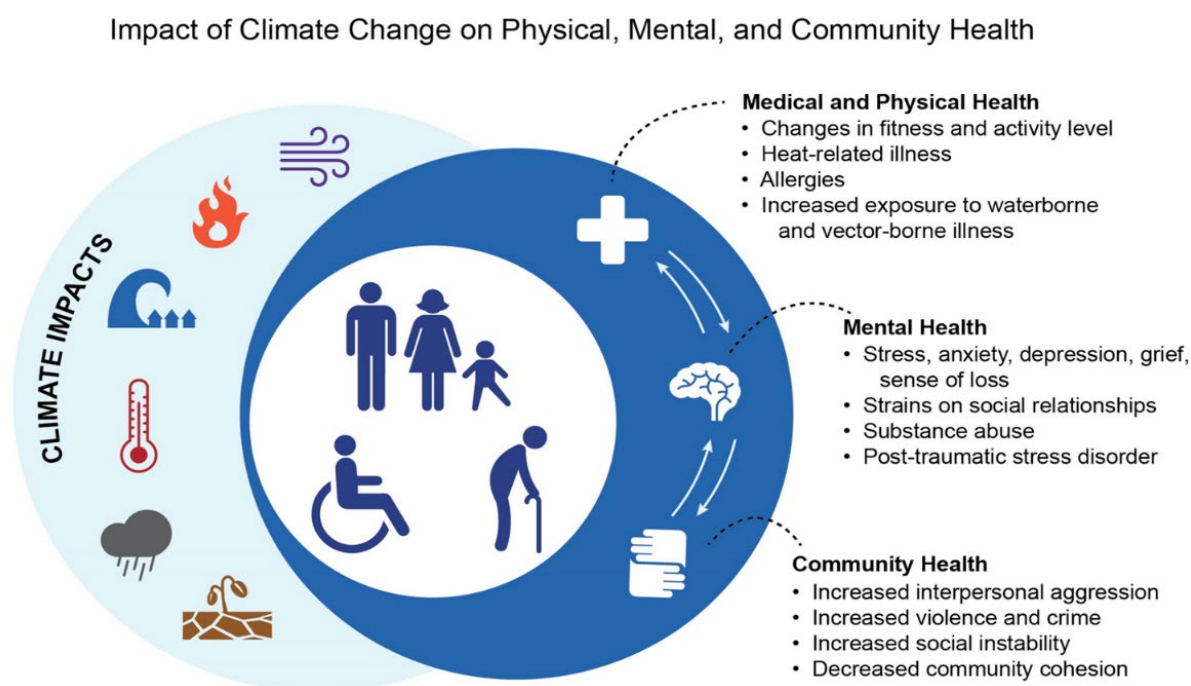 Impact of Climate Change on Physical, Mental, and Community Health
CLIMATE IMPACTS
Medical and Physical Health
• Changes in fitness and activity level
• Heat-related illness
• Allergies
• Increased exposure to waterborne
and vector-borne illness
Mental Health
• Stress, anxiety, depression, grief,
sense of loss
• Strains on social relationships
• Substance abuse
• Post-traumatic stress disorder
Community Health
• Increased interpersonal aggression
• Increased violence and crime
• Increased social instability
• Decreased community cohesion